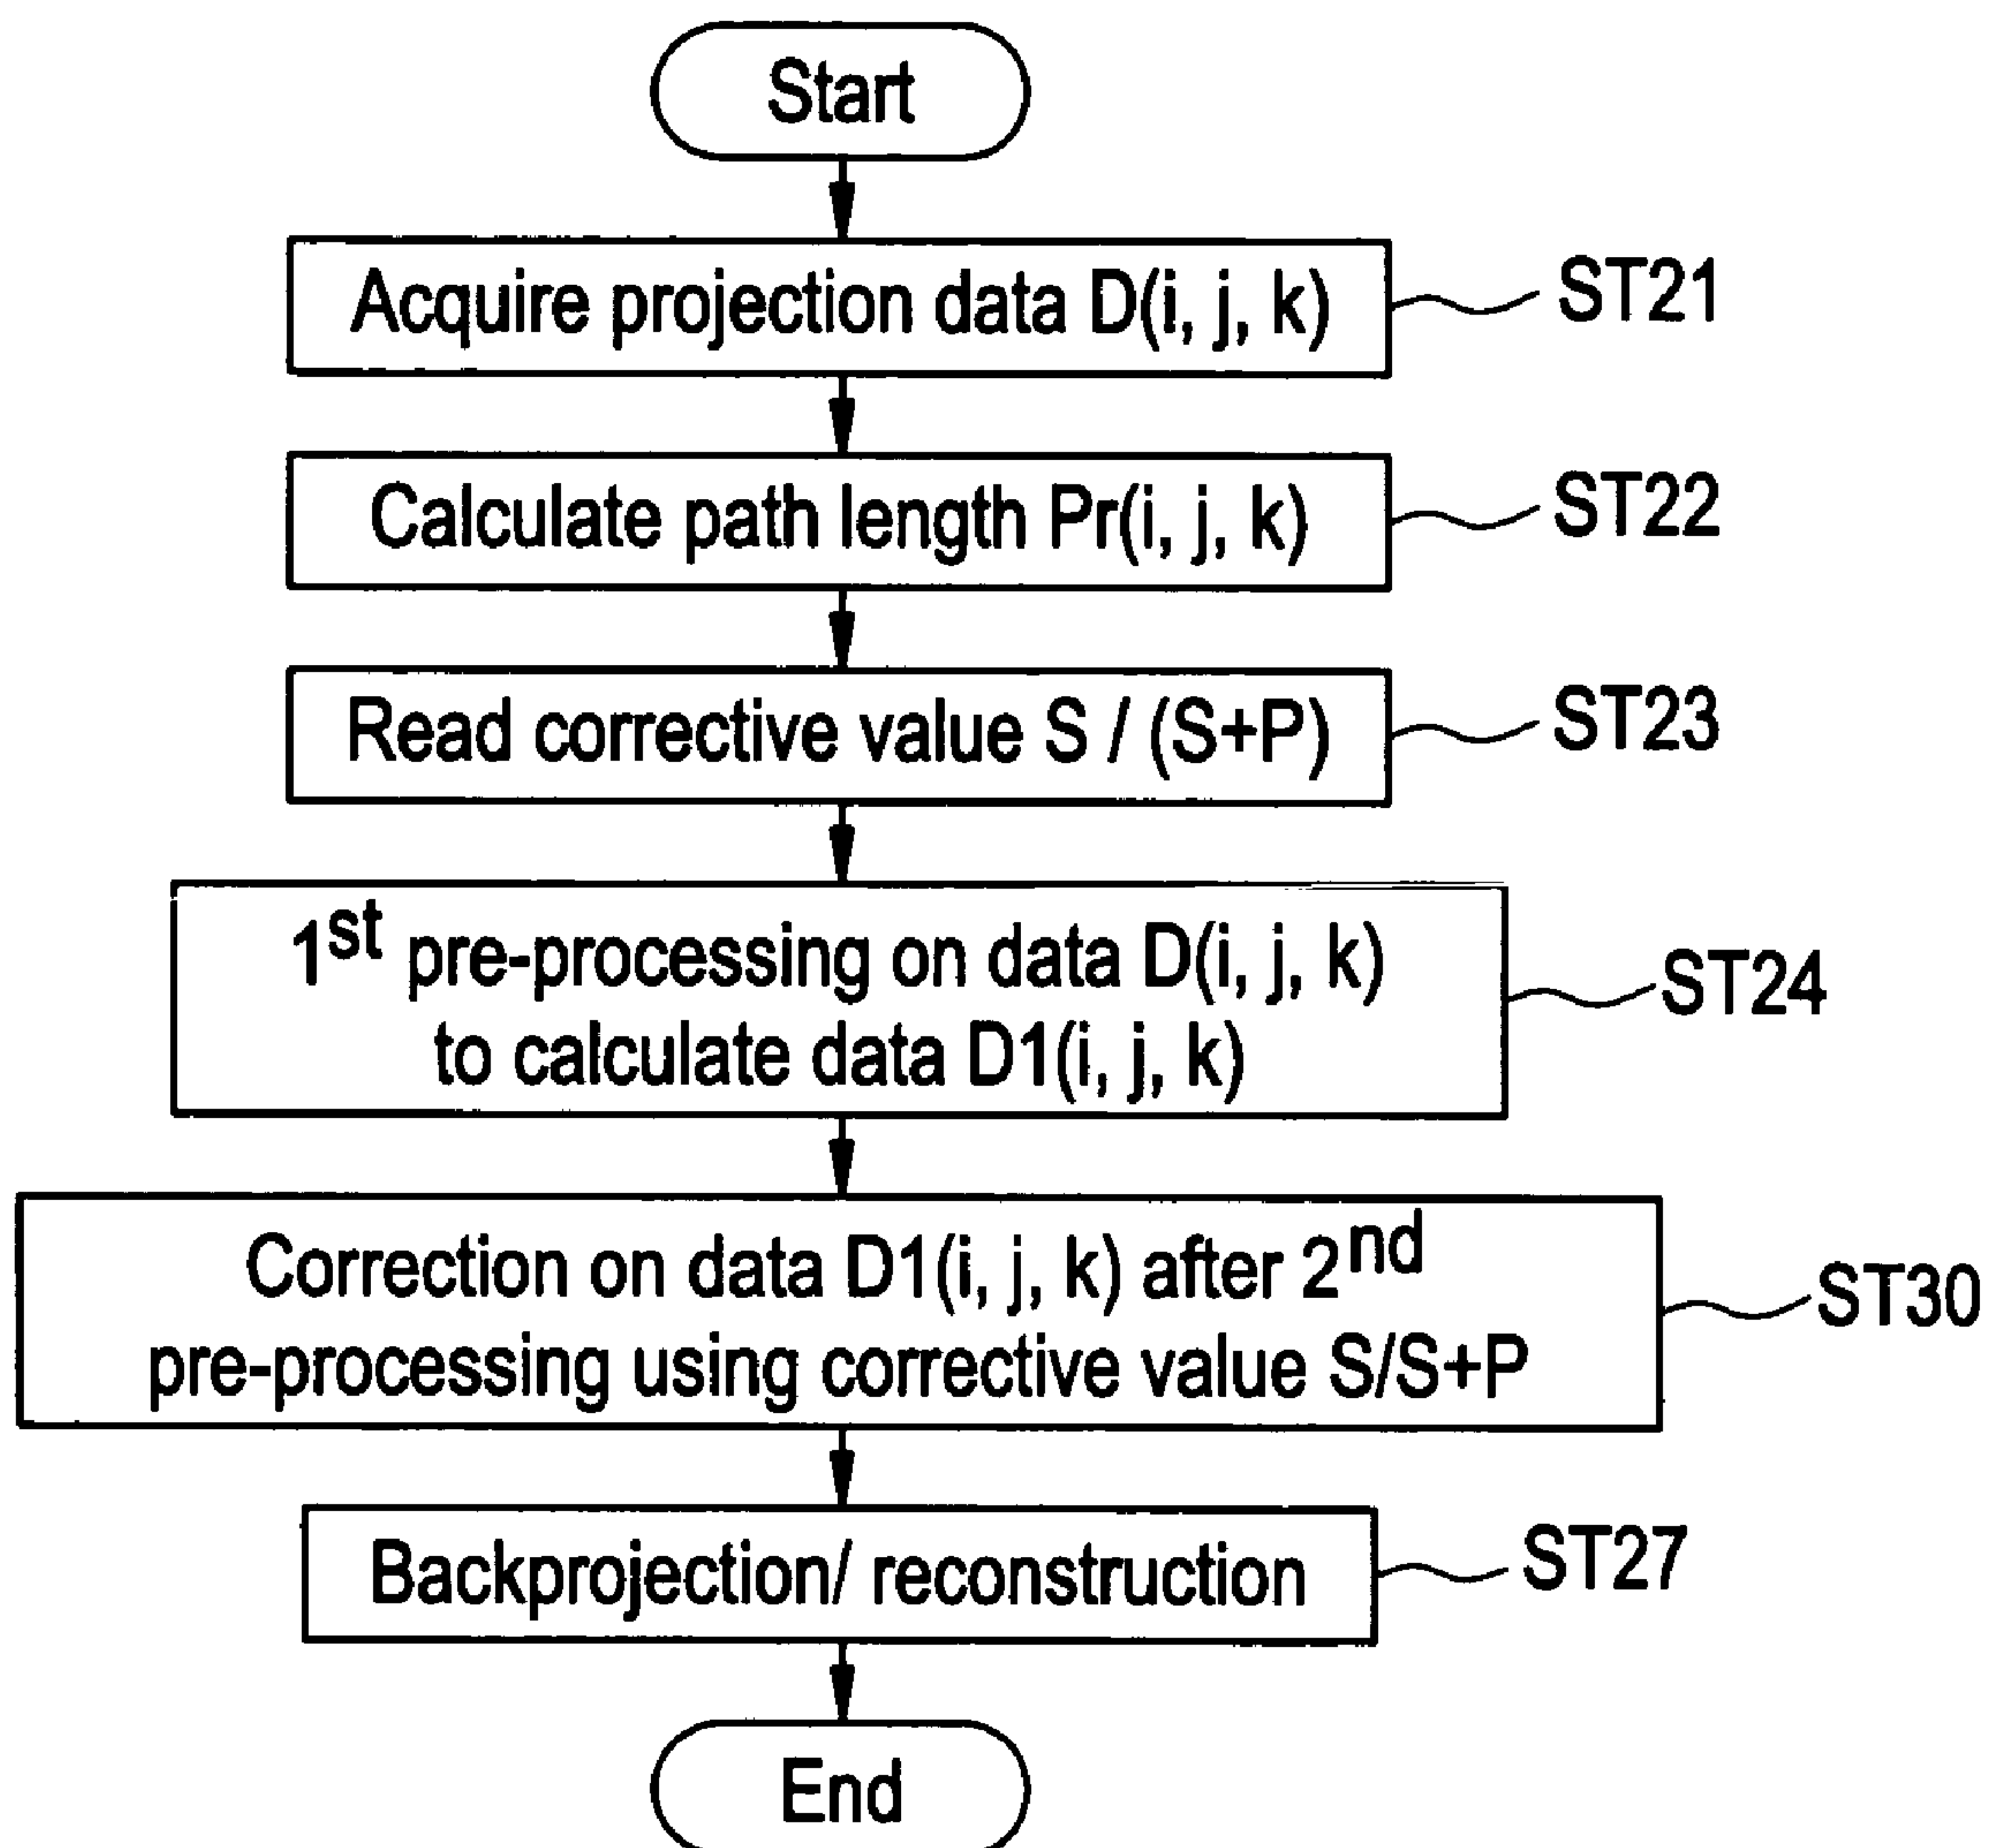 Start
Acquire projection data D(i, j, k)
ST21
Calculate path length Pr(i, j, k)
ST22
Read corrective value S / (S+P)
ST23
1st pre-processing on data D(i, j, k)
to calculate data D1(i, j, k)
ST24
Correction on data D1(i, j, k) after 2nd
pre-processing using corrective value S/S+P
ST30
Backprojection/ reconstruction
ST27
End